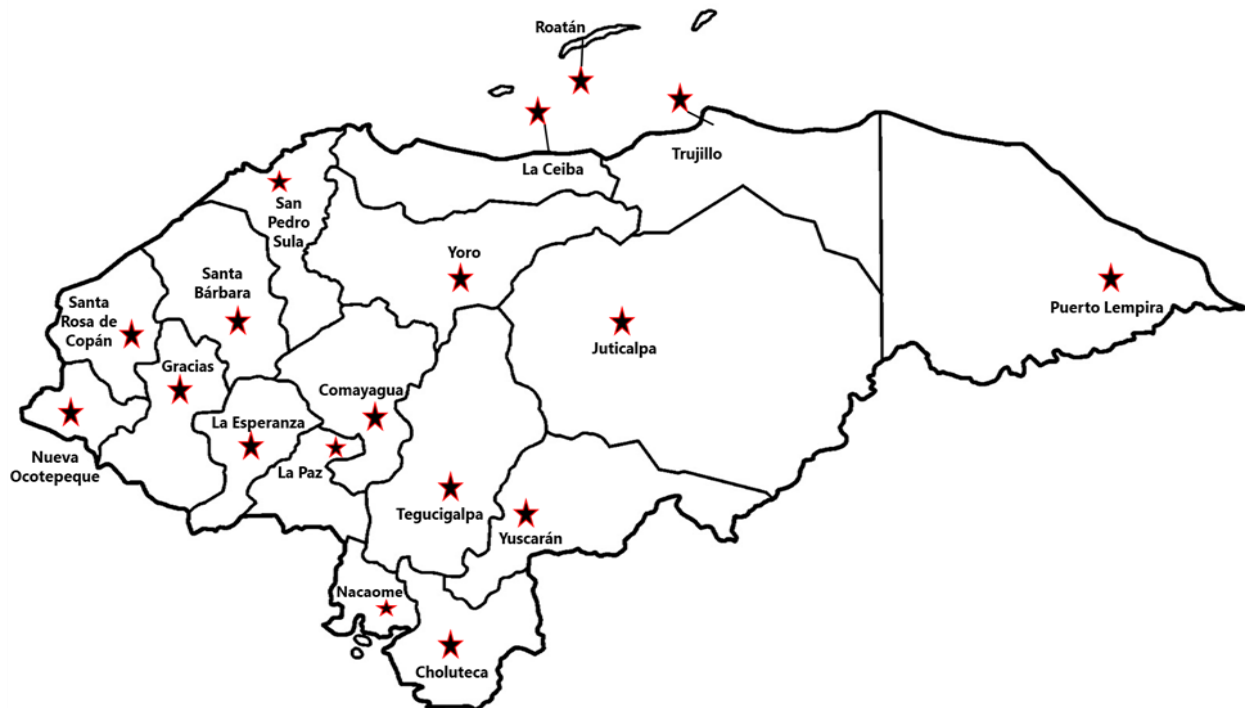 Roatán
Trujillo
La Ceiba
San
Pedro
Sula
Yoro
Santa
Bárbara
Santa
Rosa de
Copán
Puerto Lempira
Juticalpa
Gracias
Comayagua
La Esperanza
Nueva
Ocotepeque
La Paz
Tegucigalpa
Yuscarán
Nacaome
Choluteca